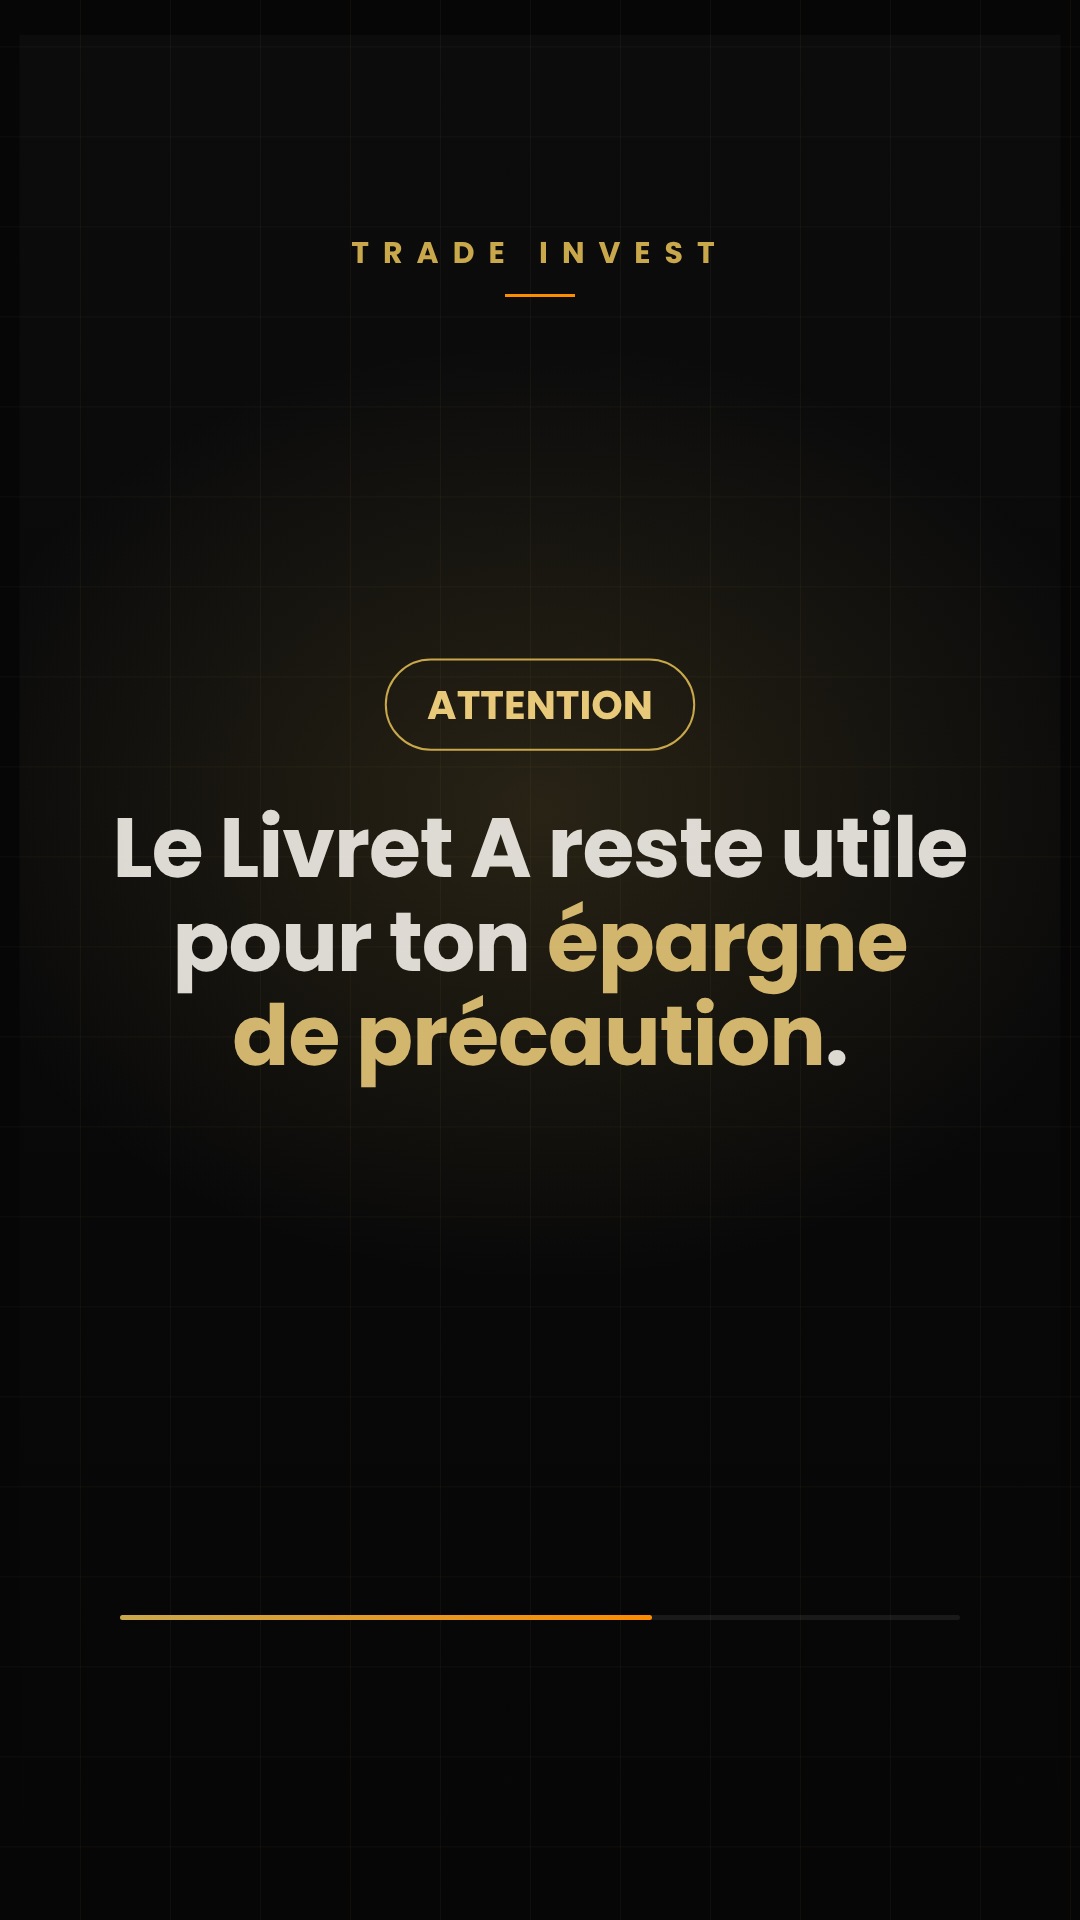 TRADE INVEST
ATTENTION
Le Livret A reste utile
pour ton épargne
de précaution.